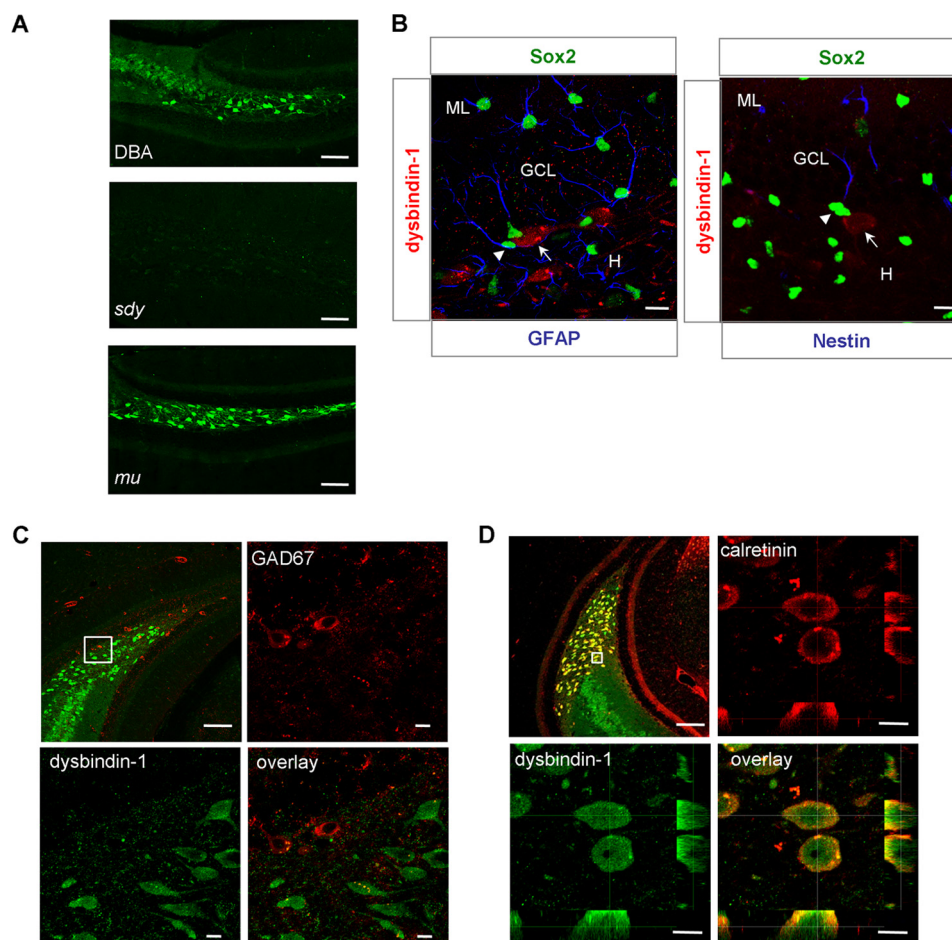 A
DBA
sdy
mu
B
Sox2
dysbindin-1
ML
GCL
H
GFAP
Sox2
dysbindin-1
ML
GCL
H
Nestin
C
GAD67
dysbindin-1
overlay
D
calretinin
dysbindin-1
overlay